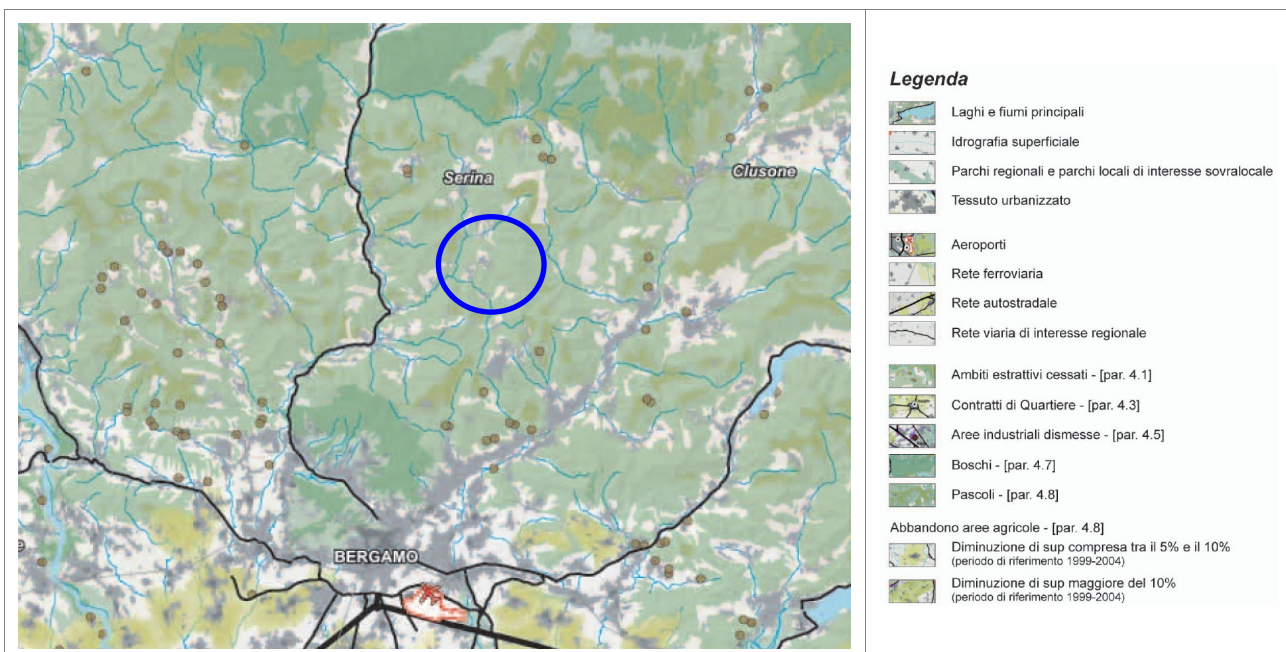 Serina
Clusone
e
BERGAMO
Legenda
Laghi e fiumi principali
Idrografia superficiale
Parchi regionali e parchi locali di interesse sovralocale
Tessuto urbanizzato
Aeroporti
Rete ferroviaria
Rete autostradale
Rete viaria di interesse regionale
Ambiti estrattivi cessati - [par. 4.1]
Contratti di Quartiere - [par. 4.3]
Aree industriali dismesse - [par. 4.5]
Boschi - [par. 4.7]
Pascoli - [par. 4.8]
Abbandono aree agricole - [par. 4.8]
Diminuzione di sup compresa tra il 5% e il 10%
(periodo di riferimento 1999-2004)
Diminuzione di sup maggiore del 10%
(periodo di riferimento 1999-2004)